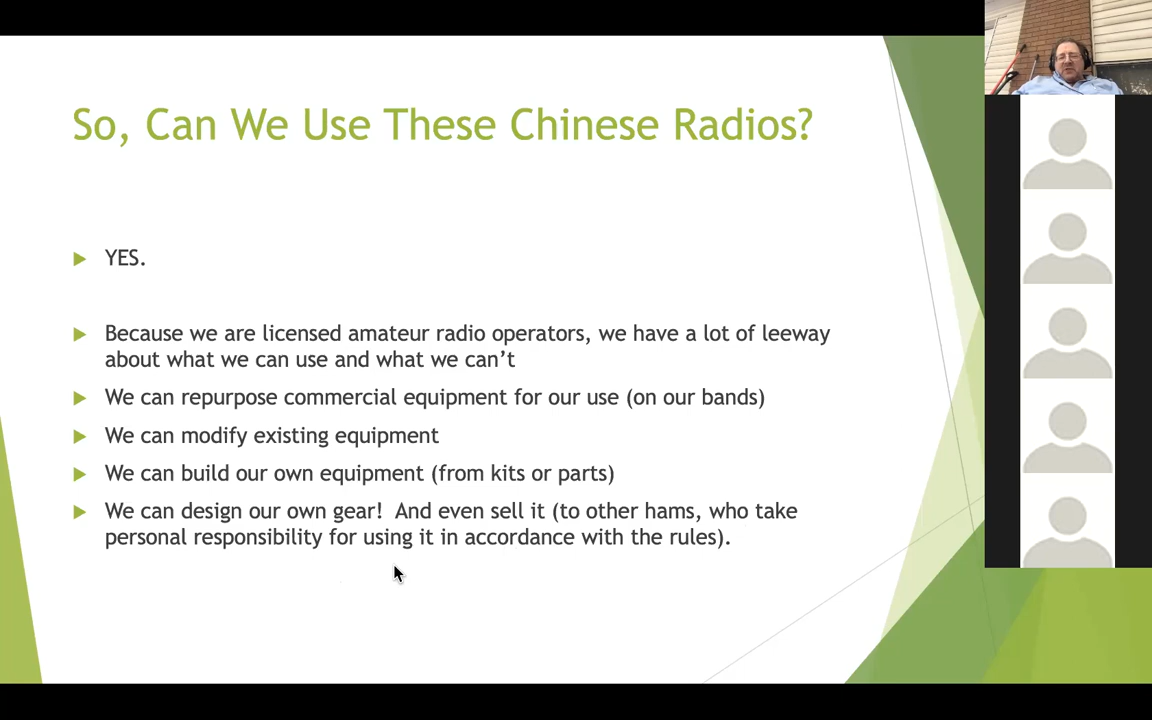 So, Can We Use These Chinese Radios?
YES.
Because we are licensed amateur radio operators, we have a lot of leeway
about what we can use and what we can’t
We can repurpose commercial equipment for our use (on our bands)
We can modify existing equipment
We can build our own equipment (from kits or parts)
We can design our own gear!  And even sell it (to other hams, who take
personal responsibility for using it in accordance with the rules).